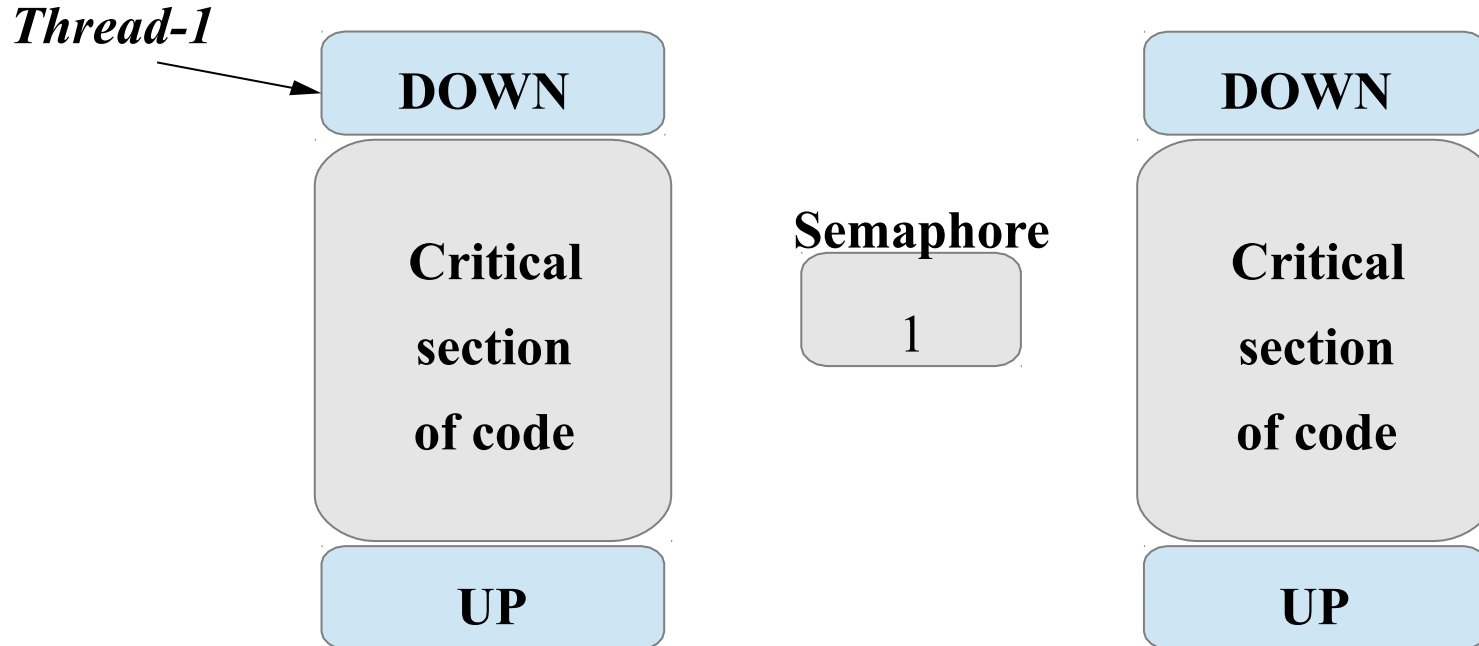 Thread-1
DOWN
Critical
section
of code
UP
Semaphore
1
DOWN
Critical
section
of code
UP